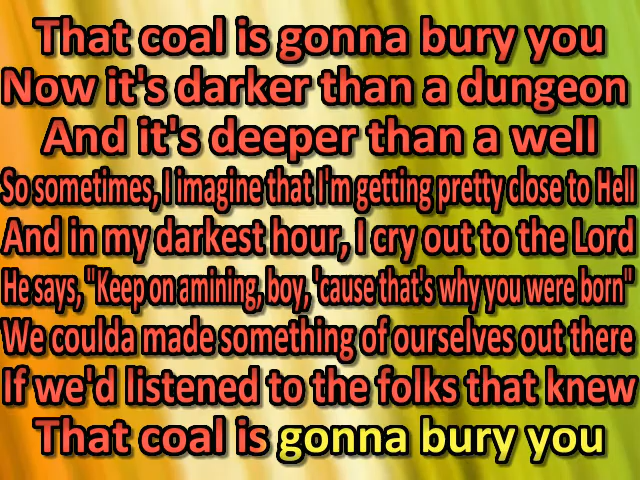 That coal is gonna bury you
Now it's darker than a dungeon
And it's deeper than a well
So sometimes, I imagine that I'm getting pretty close to Hell
And in my darkest hour, I cry out to the Lord
He says, "Keep on amining, boy, 'cause that's why you were born"
We coulda made something of ourselves out there
If we'd listened to the folks that knew
That coal is gonna bury you